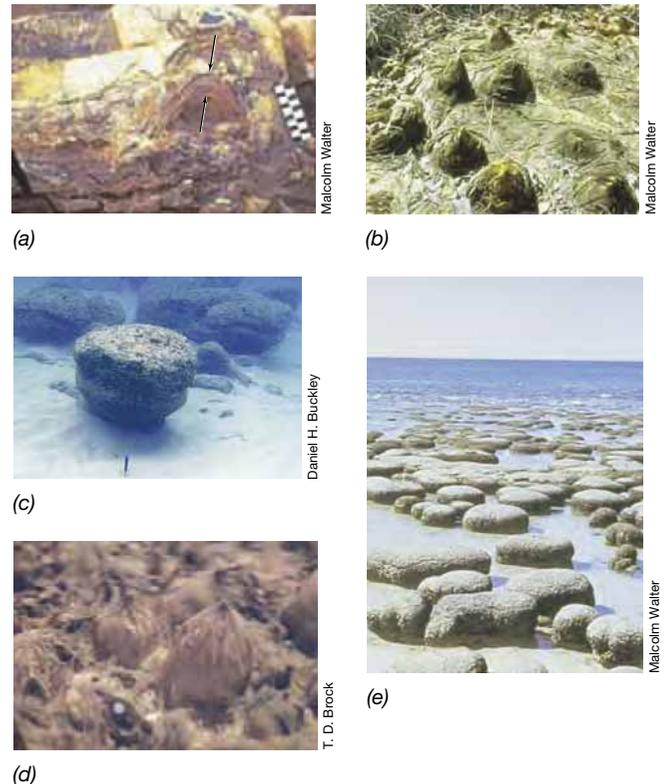 Malcolm Walter
(a)
Malcolm Walter
(b)
Daniel H. Buckley
(c)
T. D. Brock
(d)
Malcolm Walter
(e)